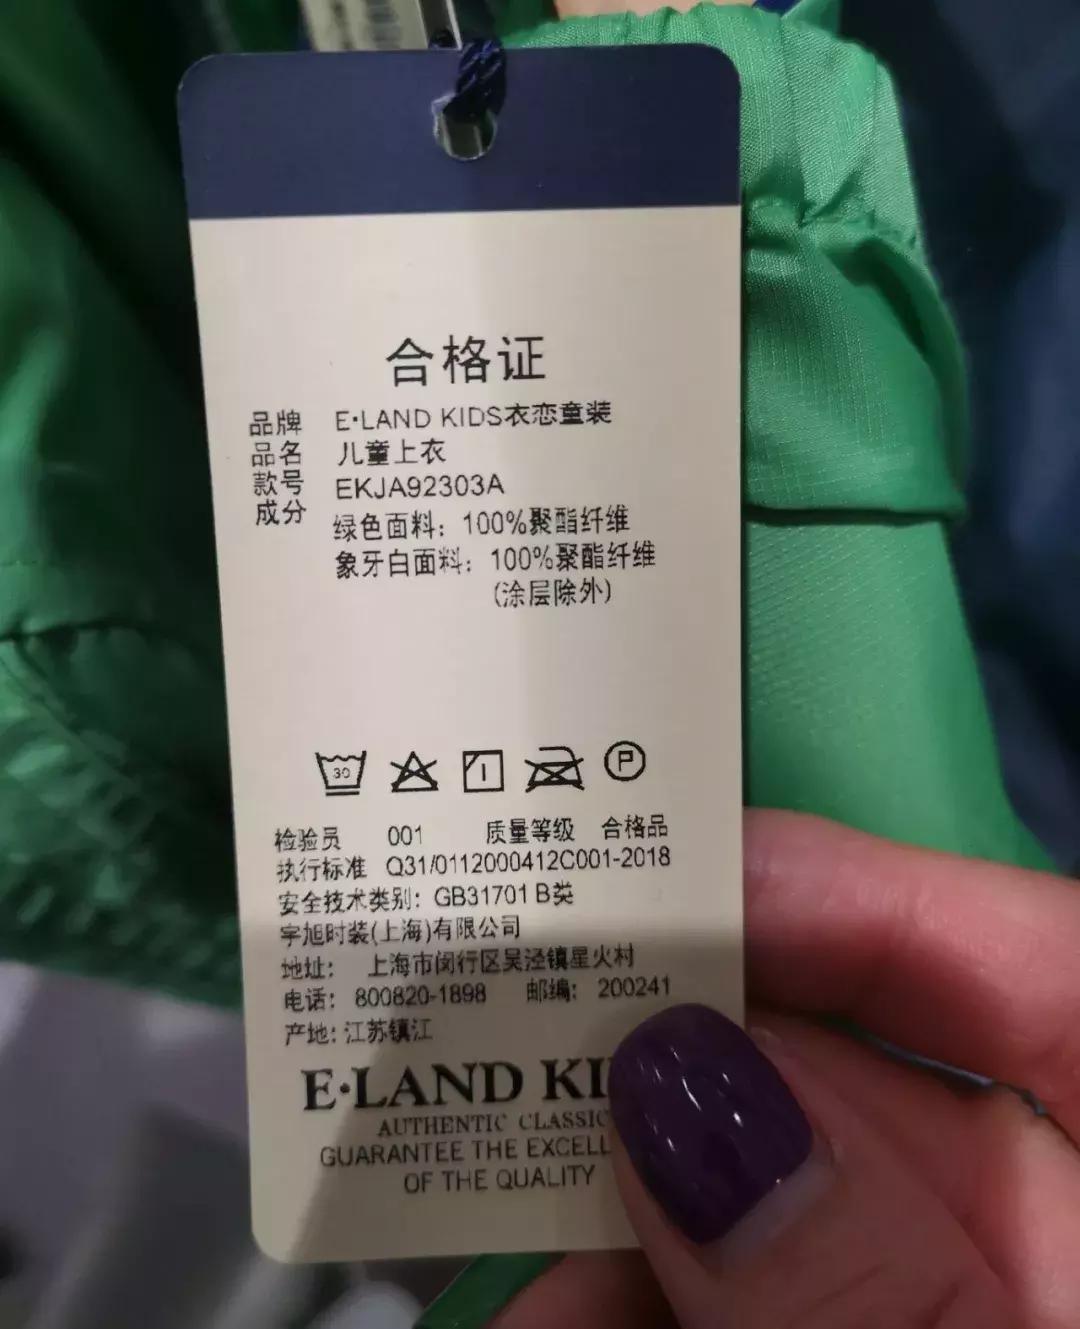 合格证
品牌 E·LAND KIDS衣恋童装
品名 儿童上衣
款号 EKJA92303A
成分 绿色面料：100%聚酯纤维
象牙白面料：100%聚酯纤维
(涂层除外)
30 P
检验员 001 质量等级 合格品
执行标准 Q31/0112000412C001-2018
安全技术类别：GB31701 B类
宇旭时装(上海)有限公司
地址： 上海市闵行区吴泾镇星火村
电话：800820-1898 邮编：200241
产地：江苏镇江
E·LAND
AUTHENTIC
GUARANTEE THE
OF THE QUALITY